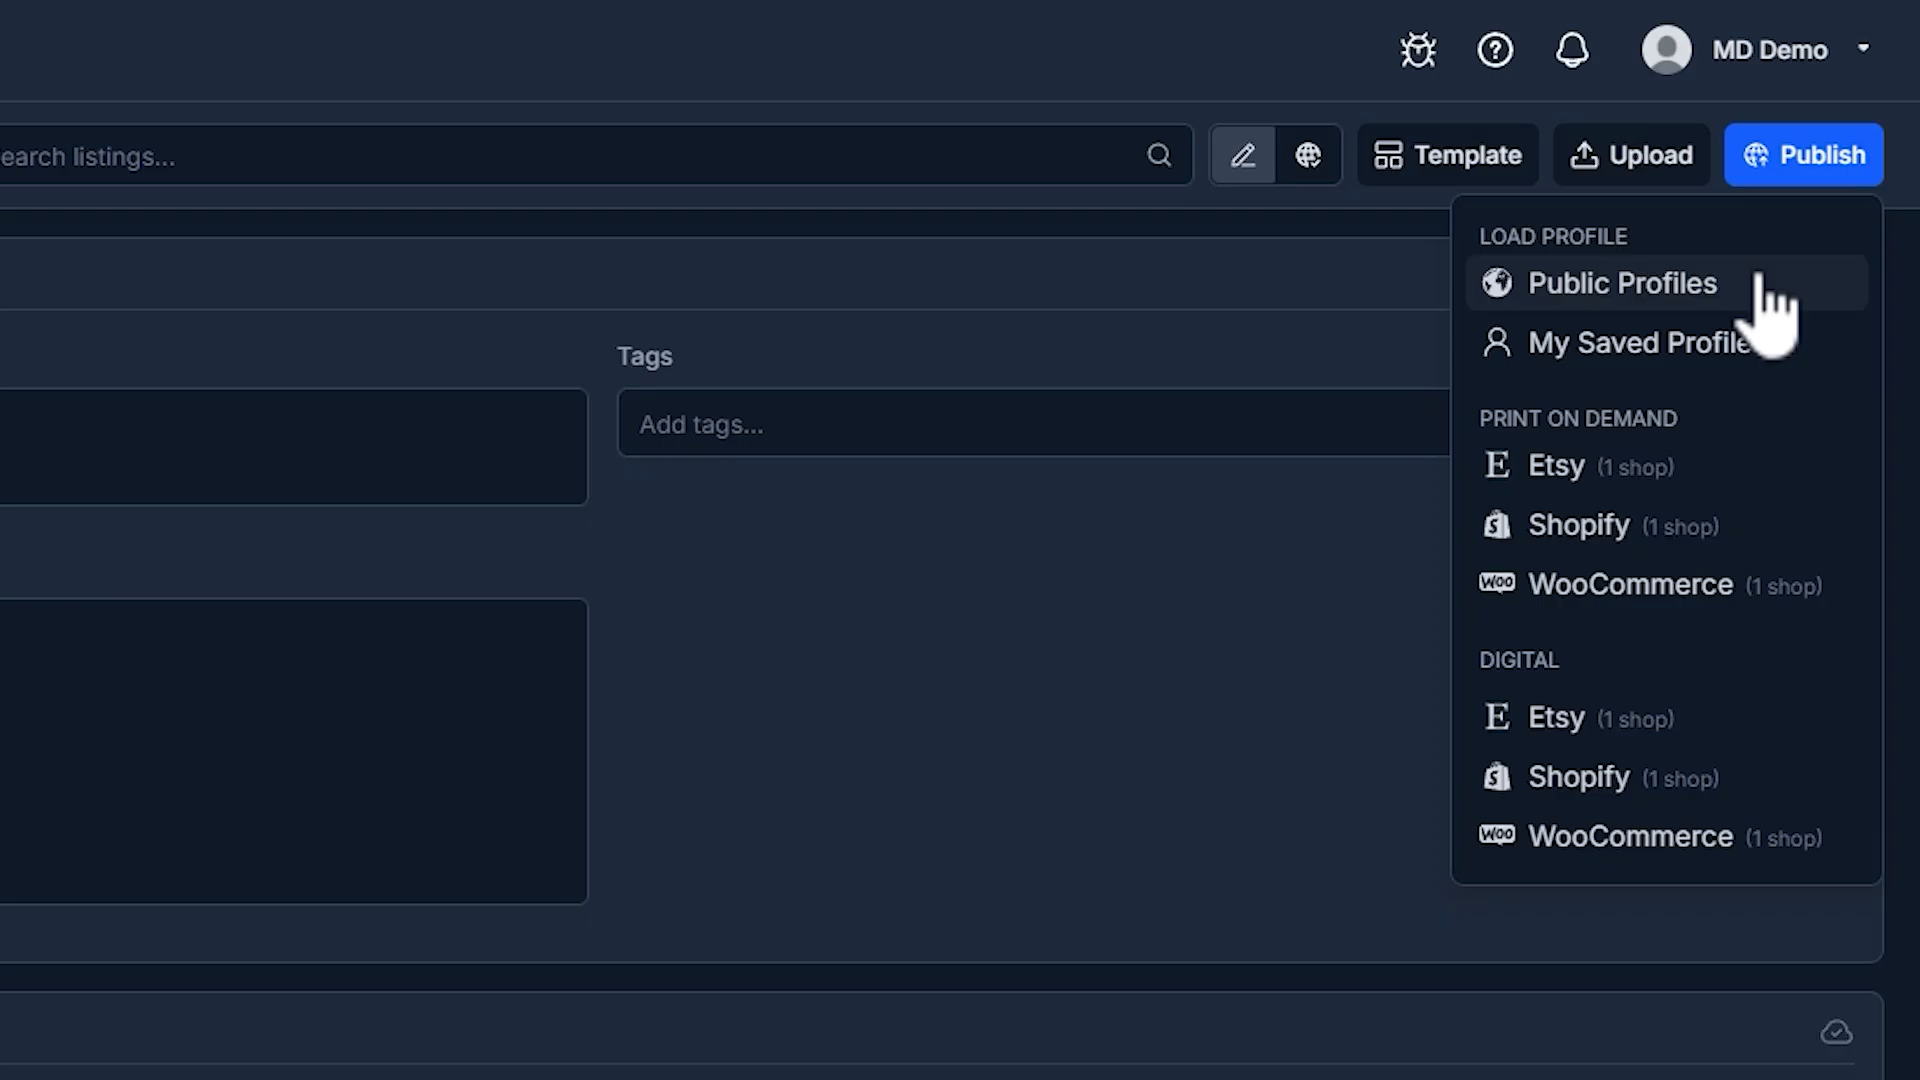 MD Demo
earch listings...
Template
Upload
Publish
LOAD PROFILE
Public Profiles
My Saved Profile
Tags
Add tags...
PRINT ON DEMAND
E Etsy (1 shop)
S Shopify (1 shop)
Woo WooCommerce (1 shop)
DIGITAL
E Etsy (1 shop)
S Shopify (1 shop)
Woo WooCommerce (1 shop)